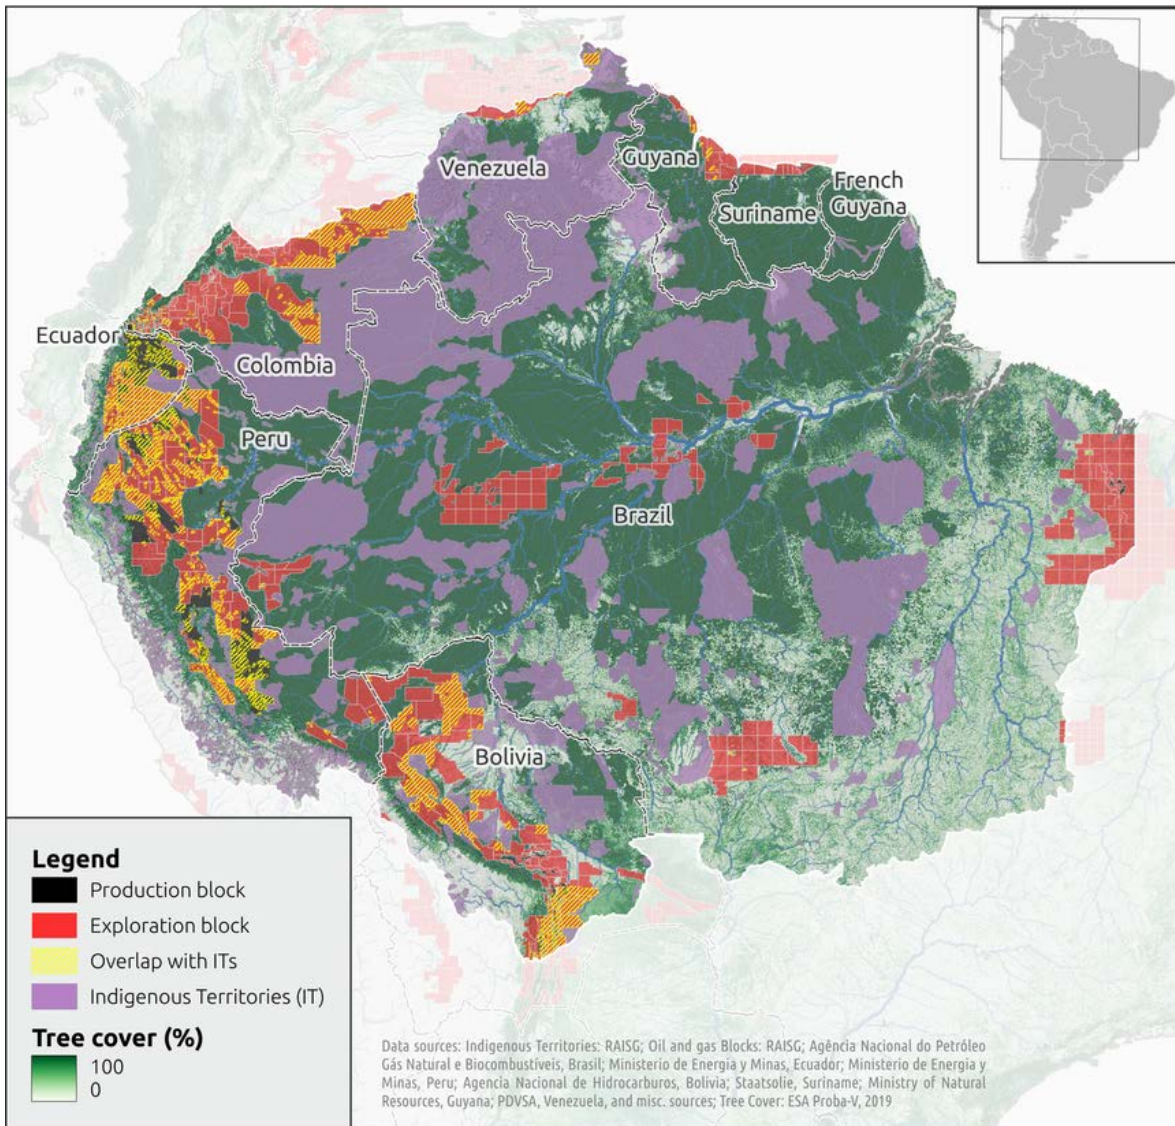 Venezuela
Guyana
French
Guyana
Suriname
Ecuador
Colombia
Peru
Brazil
Bolivia
Legend
Production block
Exploration block
Overlap with ITs
Indigenous Territories (IT)
Tree cover (%)
100
0
Data sources: Indigenous Territories: RAISG; Oil and gas Blocks: RAISG; Agência Nacional do Petróleo
Gás Natural e Biocombustíveis, Brasil; Ministerio de Energia y Minas, Ecuador; Ministerio de Energia y
Minas, Peru; Agencia Nacional de Hidrocarburos, Bolivia; Staatsolie, Suriname; Ministry of Natural
Resources, Guyana; PDVSA, Venezuela, and misc. sources; Tree Cover: ESA Proba-V, 2019